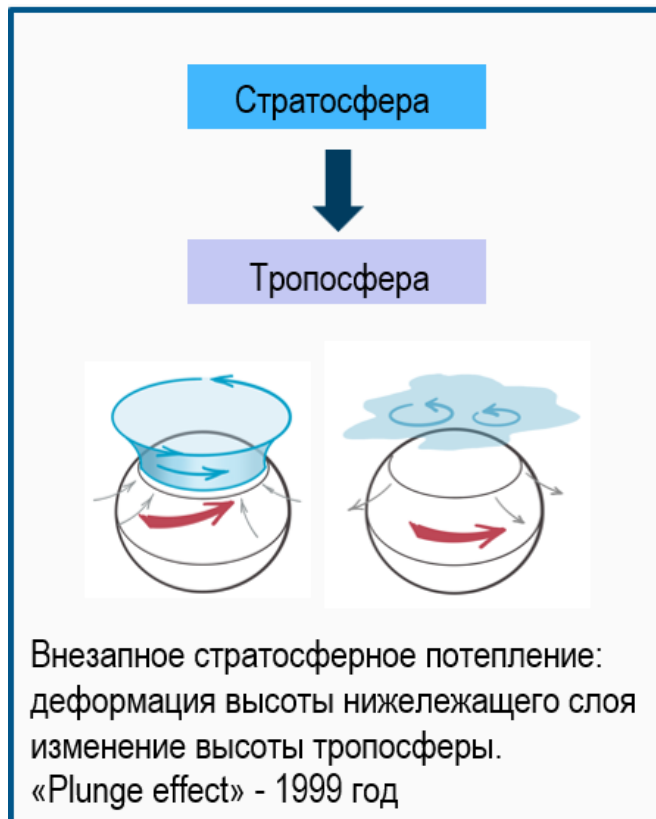 Стратосфера
Тропосфера
Внезапное стратосферное потепление:
деформация высоты нижележащего слоя
изменение высоты тропосферы.
«Plunge effect» - 1999 год